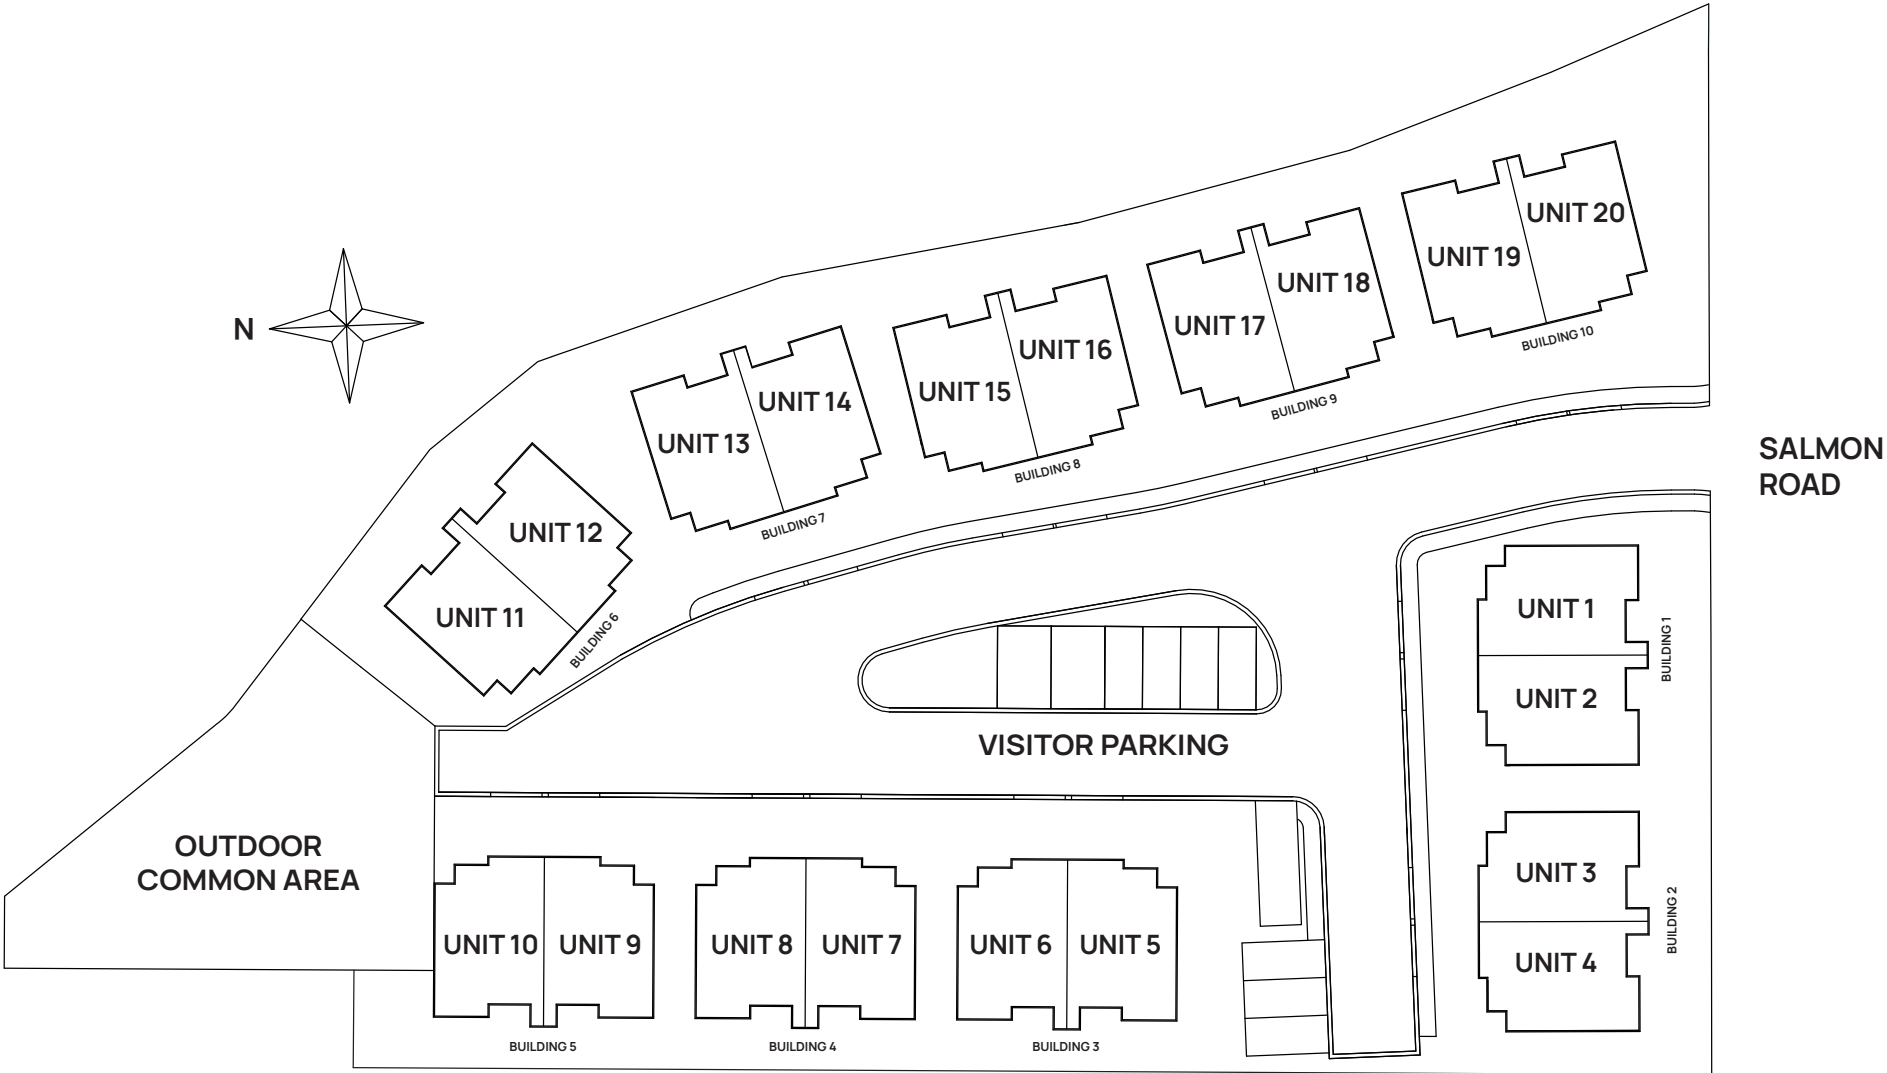 UNIT 20
UNIT 19
BUILDING 10
UNIT 18
UNIT 17
BUILDING 9
N
UNIT 16
UNIT 15
BUILDING 8
UNIT 14
UNIT 13
BUILDING 7
UNIT 12
UNIT 11
BUILDING 6
SALMON
ROAD
UNIT 1
UNIT 2
BUILDING 1
VISITOR PARKING
UNIT 3
UNIT 4
BUILDING 2
OUTDOOR
COMMON AREA
UNIT 10
UNIT 9
BUILDING 5
UNIT 8
UNIT 7
BUILDING 4
UNIT 6
UNIT 5
BUILDING 3